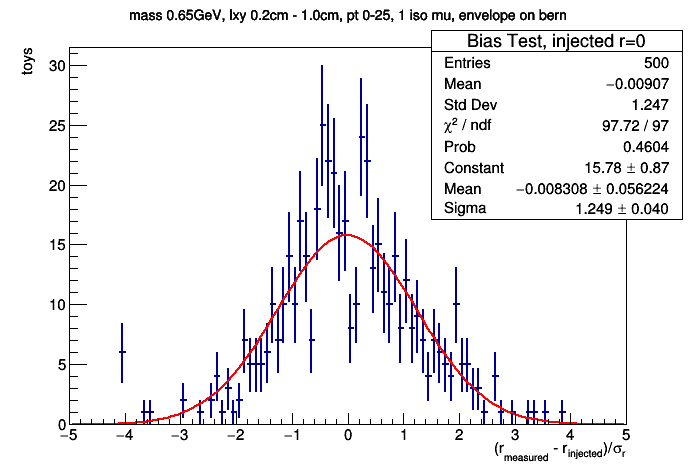 mass 0.65GeV, lxy 0.2cm - 1.0cm, pt 0-25, 1 iso mu, envelope on bern
Bias Test, injected r=0
Entries 500
Mean −0.00907
Std Dev 1.247
χ² / ndf 97.72 / 97
Prob 0.4604
Constant 15.78 ± 0.87
Mean −0.008308 ± 0.056224
Sigma 1.249 ± 0.040
toys
30
25
20
15
10
5
0
−5 −4 −3 −2 −1 0 1 2 3 4 5
(r_measured - r_injected)/σ_r